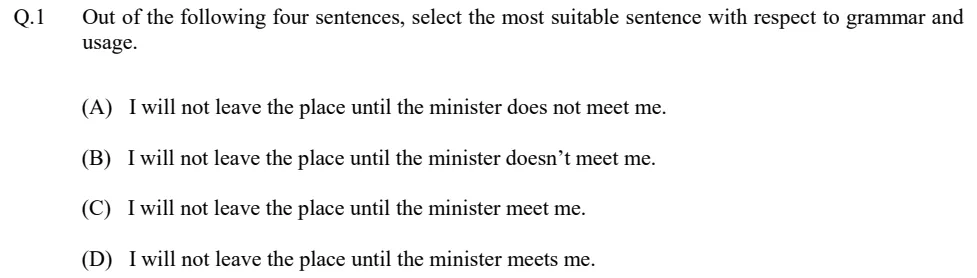 Q.1 Out of the following four sentences, select the most suitable sentence with respect to grammar and
usage.
(A) I will not leave the place until the minister does not meet me.
(B) I will not leave the place until the minister doesn’t meet me.
(C) I will not leave the place until the minister meet me.
(D) I will not leave the place until the minister meets me.